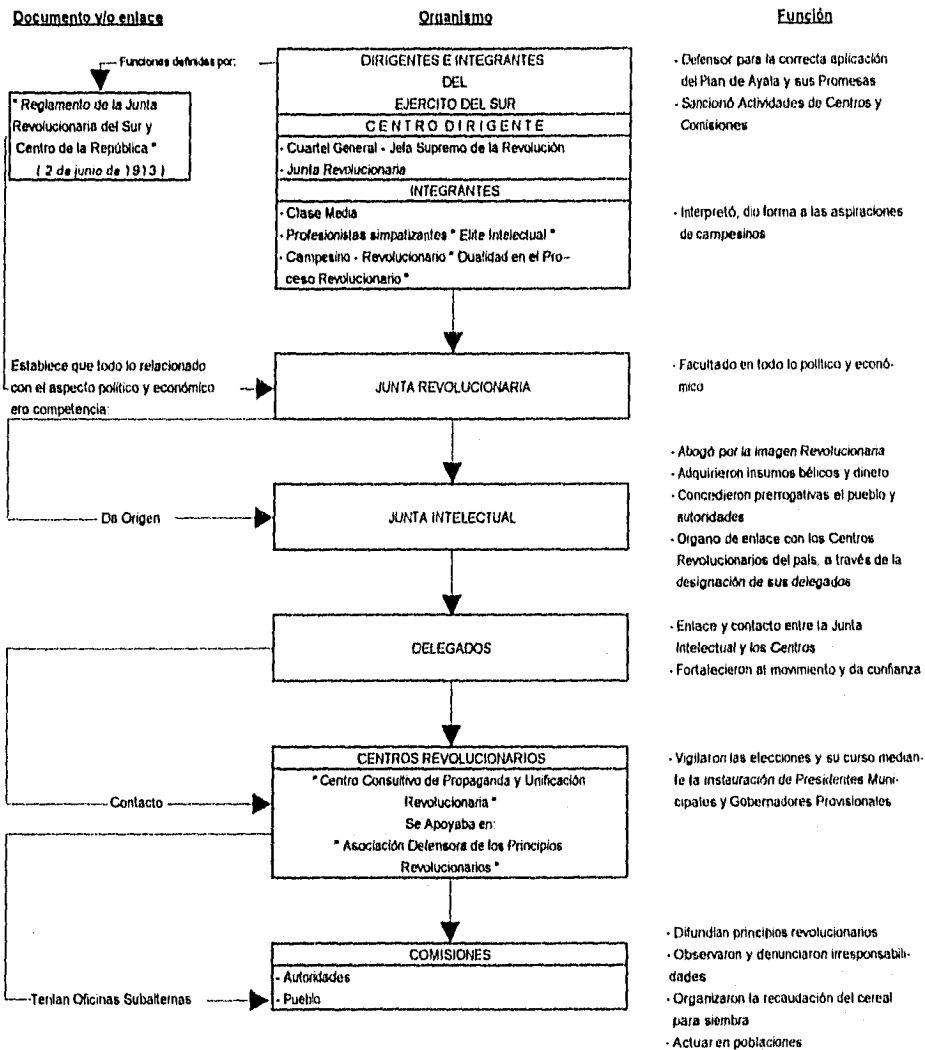 Documento y/o enlace
Organismo
Función
Funciones definidas por:
" Reglamento de la Junta
Revolucionaria del Sur y
Centro de la República "
( 2 de junio de 1913 )
DIRIGENTES E INTEGRANTES
DEL
EJERCITO DEL SUR
CENTRO DIRIGENTE
- Cuartel General - Jefa Supremo de la Revolución
- Junta Revolucionaria
INTEGRANTES
- Clase Media
- Profesionistas simpatizantes " Elite Intelectual "
- Campesino - Revolucionario " Dualidad en el Pro-
ceso Revolucionario "
- Defensor para la correcta aplicación
del Plan de Ayala y sus Promesas
- Sancionó Actividades de Centros y
Comisiones
- Interpretó, dio forma a las aspiraciones
de campesinos
Establece que todo lo relacionado
con el aspecto político y económico
ero competencia:
JUNTA REVOLUCIONARIA
- Facultado en todo lo político y econó-
mico
Da Origen
JUNTA INTELECTUAL
- Abogó por la imagen Revolucionaria
- Adquirieron insumos bélicos y dinero
- Concedieron prerrogativas el pueblo y
autoridades
- Organo de enlace con los Centros
Revolucionarios del país, a través de la
designación de sus delegados
DELEGADOS
- Enlace y contacto entre la Junta
Intelectual y los Centros
- Fortalecieron al movimiento y da confianza
Contacto
CENTROS REVOLUCIONARIOS
" Centro Consultivo de Propaganda y Unificación
Revolucionaria "
Se Apoyaba en:
" Asociación Defensora de los Principios
Revolucionarios "
- Vigilaron las elecciones y su curso median-
te la instauración de Presidentes Muni-
cipales y Gobernadores Provisionales
Tenían Oficinas Subalternas
COMISIONES
- Autoridades
- Pueblo
- Difundían principios revolucionarios
- Observaron y denunciaron irresponsabili-
dades
- Organizaron la recaudación del cereal
para siembra
- Actuar en poblaciones